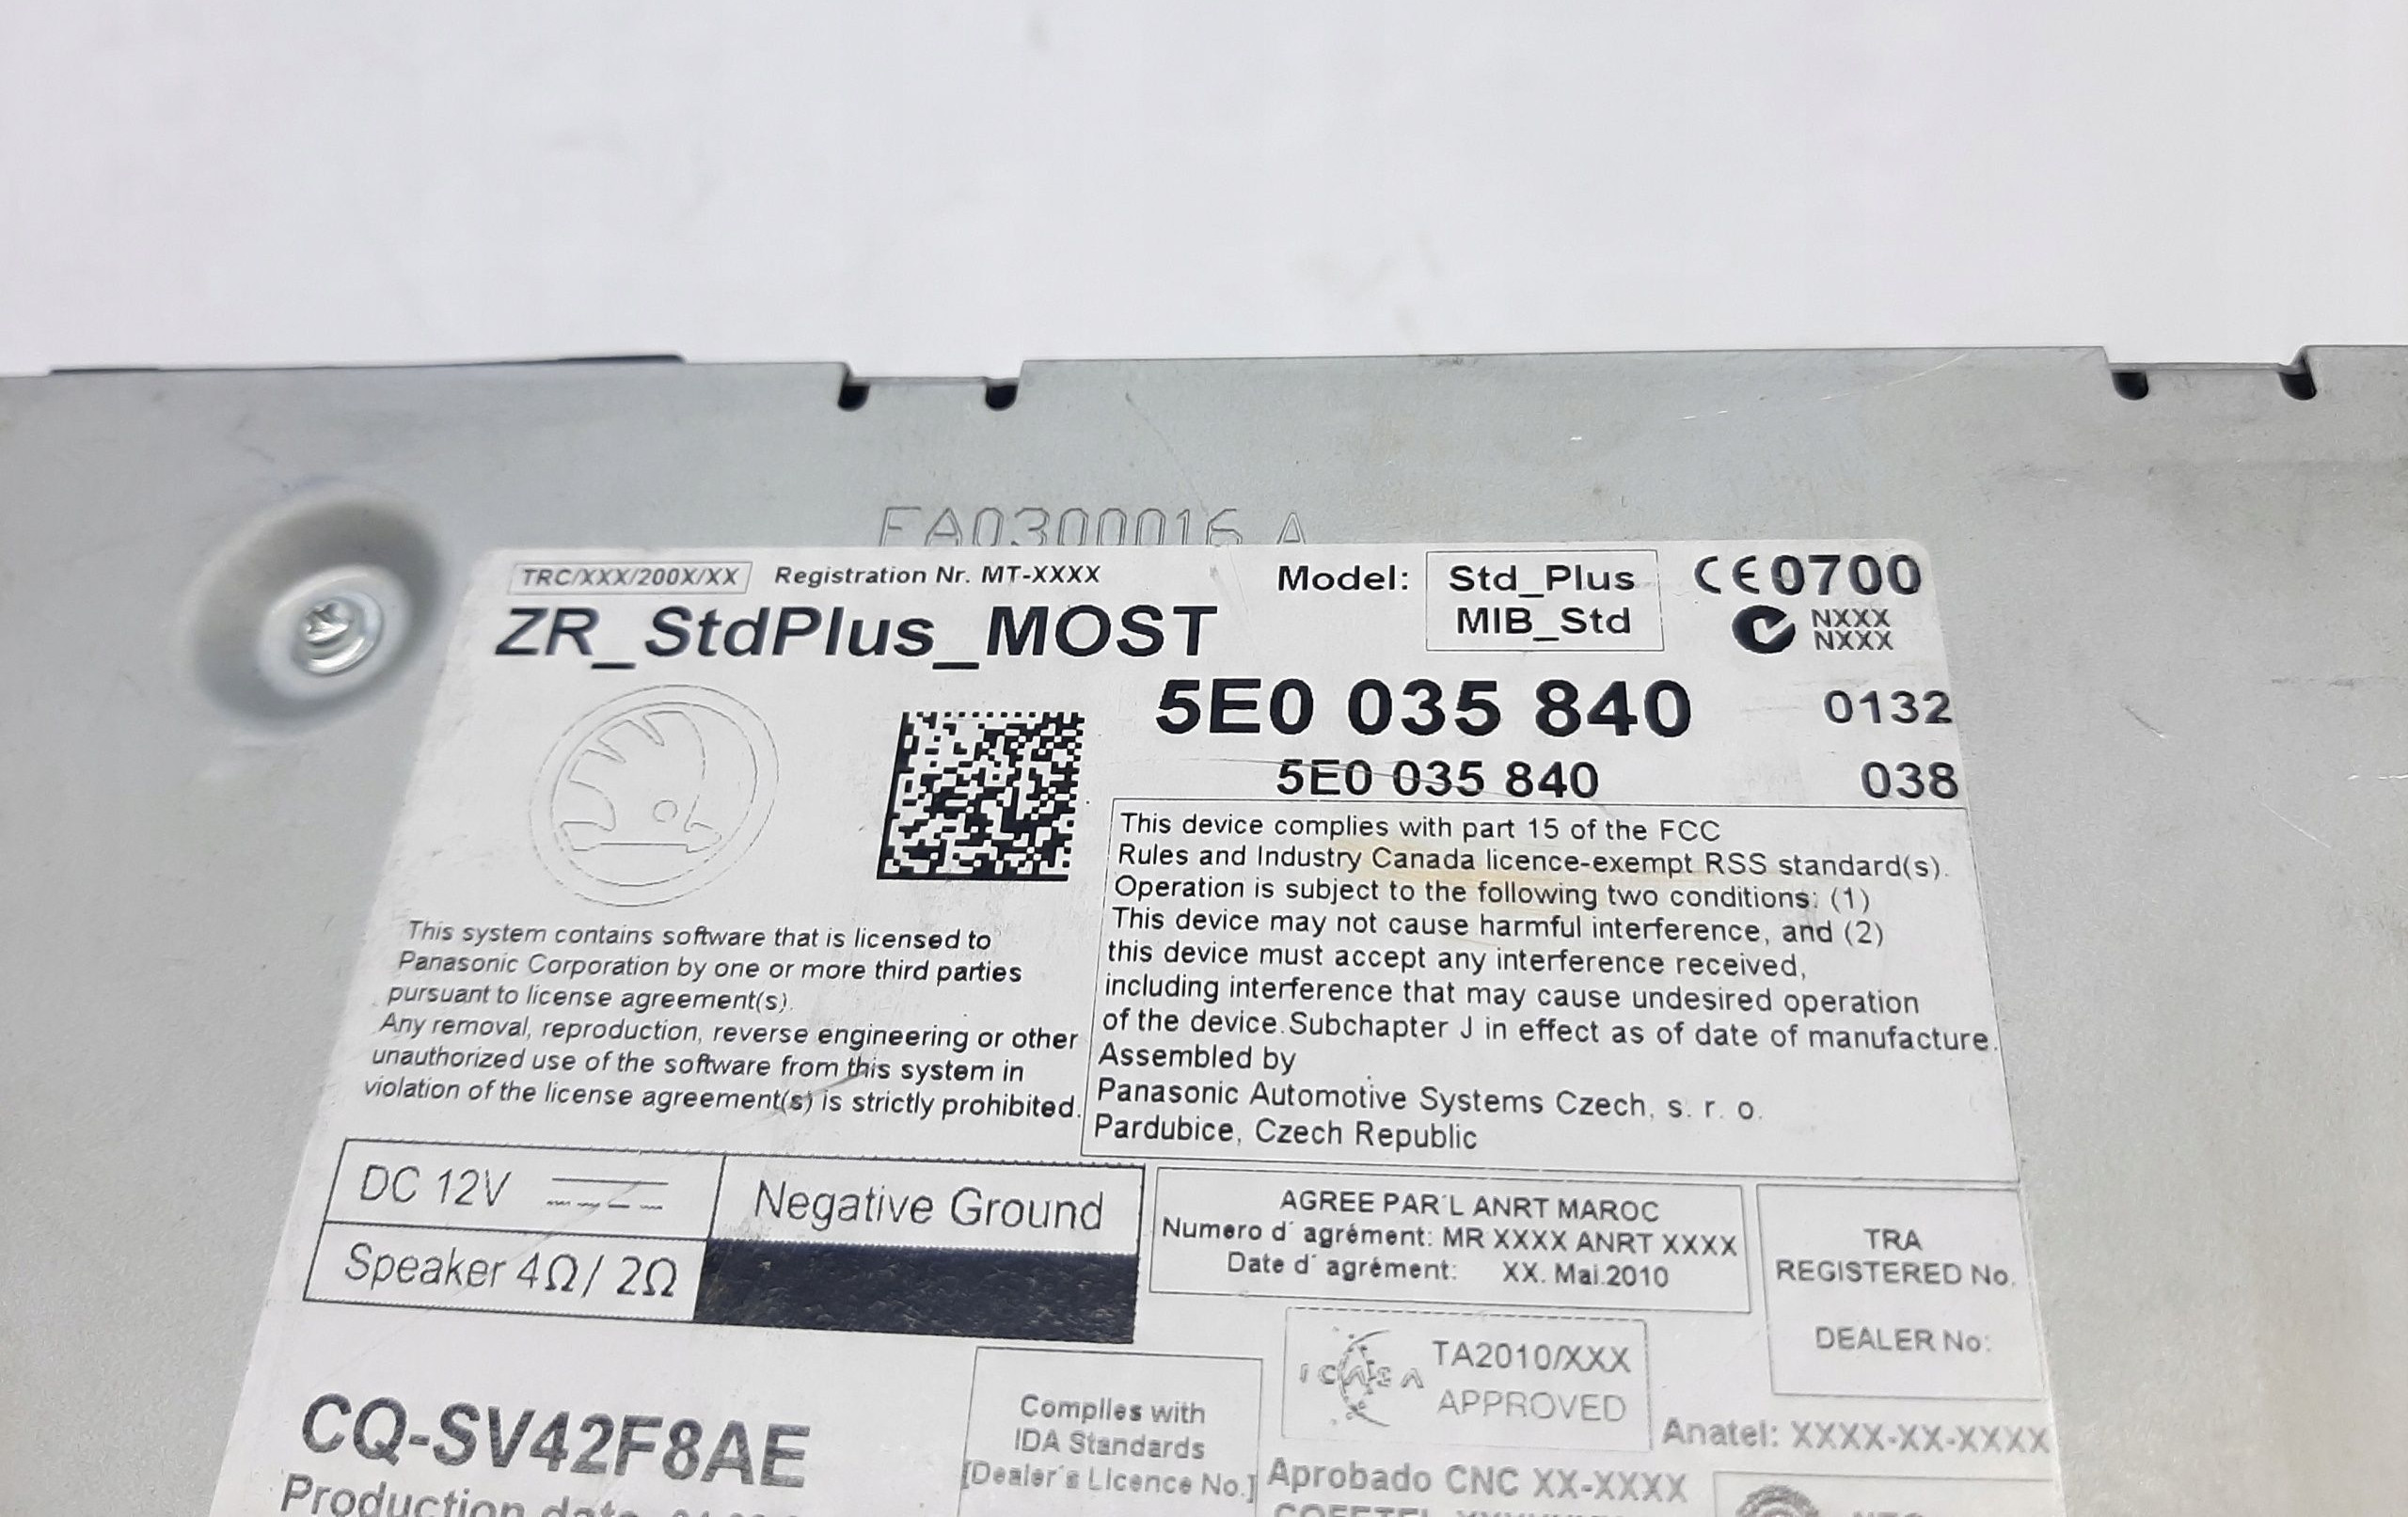 FA0300016 A
TRC/XXX/200X/XX Registration Nr. MT-XXXX Model: Std_Plus CE0700
MIB_Std NXXX
NXXX
ZR_StdPlus_MOST
5E0 035 840 0132
5E0 035 840 038
This device complies with part 15 of the FCC
Rules and Industry Canada licence-exempt RSS standard(s).
Operation is subject to the following two conditions: (1)
This device may not cause harmful interference, and (2)
this device must accept any interference received,
including interference that may cause undesired operation
of the device.Subchapter J in effect as of date of manufacture.
Assembled by
Panasonic Automotive Systems Czech, s. r. o.
Pardubice, Czech Republic
This system contains software that is licensed to
Panasonic Corporation by one or more third parties
pursuant to license agreement(s).
Any removal, reproduction, reverse engineering or other
unauthorized use of the software from this system in
violation of the license agreement(s) is strictly prohibited.
DC 12V Negative Ground
Speaker 4Ω/ 2Ω
AGREE PAR´L ANRT MAROC
Numero d´ agrément: MR XXXX ANRT XXXX
Date d´ agrément: XX. Mai.2010
TRA
REGISTERED No.
DEALER No:
ICASA TA2010/XXX
APPROVED
CQ-SV42F8AE
Production
Complies with
IDA Standards
[Dealer´s Licence No.]
Anatel: XXXX-XX-XXXX
Aprobado CNC XX-XXXX